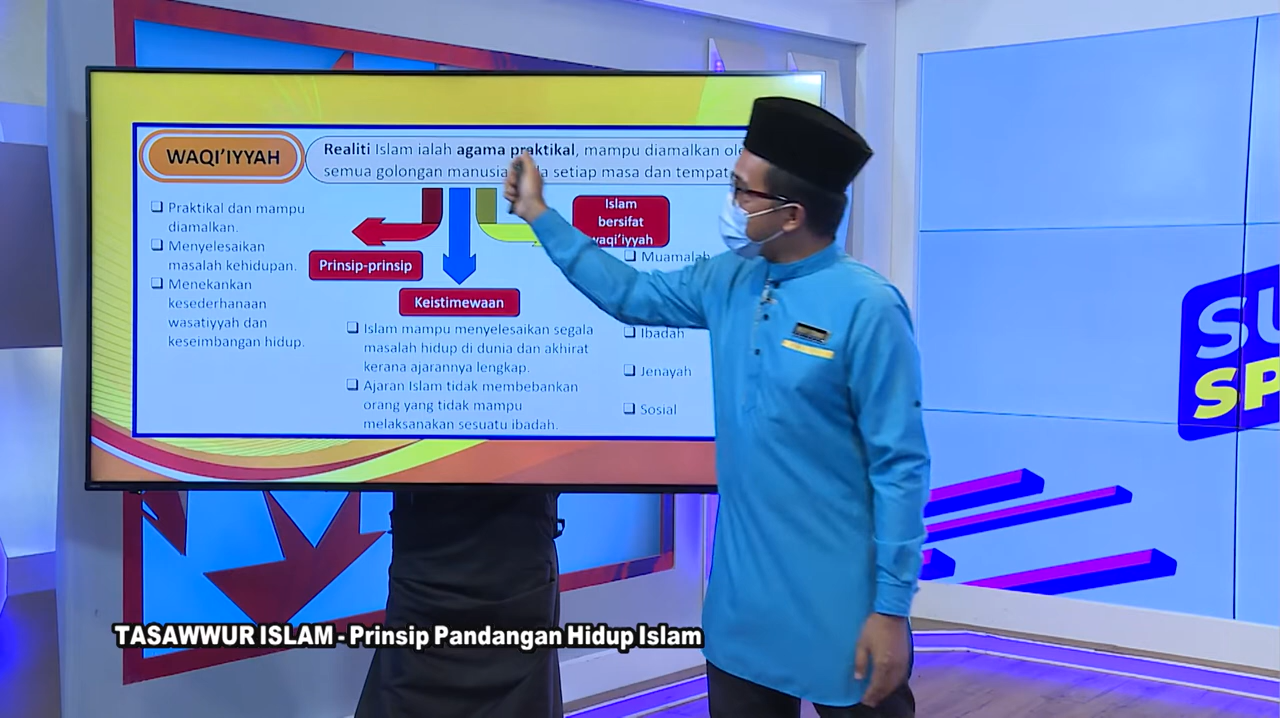 WAQI'IYYAH
Realiti Islam ialah agama praktikal, mampu diamalkan
semua golongan manusia setiap masa dan tempat
Praktikal dan mampu
diamalkan.
Menyelesaikan
masalah kehidupan.
Menekankan
kesederhanaan
wasatiyyah dan
keseimbangan hidup.
Prinsip-prinsip
Keistimewaan
Islam mampu menyelesaikan segala
masalah hidup di dunia dan akhirat
kerana ajarannya lengkap.
Ajaran Islam tidak membebankan
orang yang tidak mampu
melaksanakan sesuatu ibadah.
Islam
bersifat
waqi'iyyah
Muamalah
Ibadah
Jenayah
Sosial
SU
SP
TASAWWUR ISLAM - Prinsip Pandangan Hidup Islam